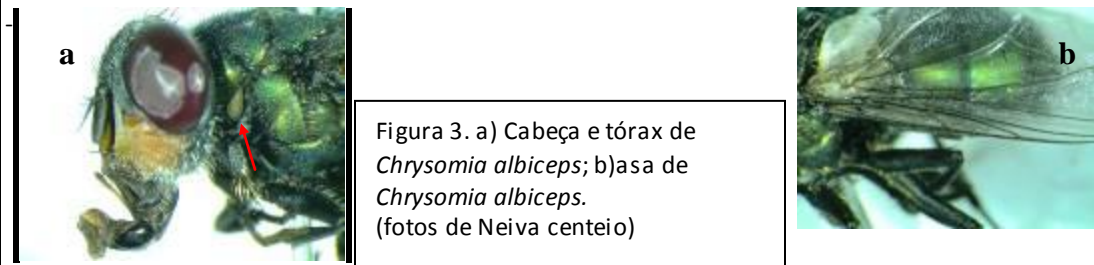 a
Figura 3. a) Cabeça e tórax de
Chrysomia albiceps; b)asa de
Chrysomia albiceps.
(fotos de Neiva centeio)
b